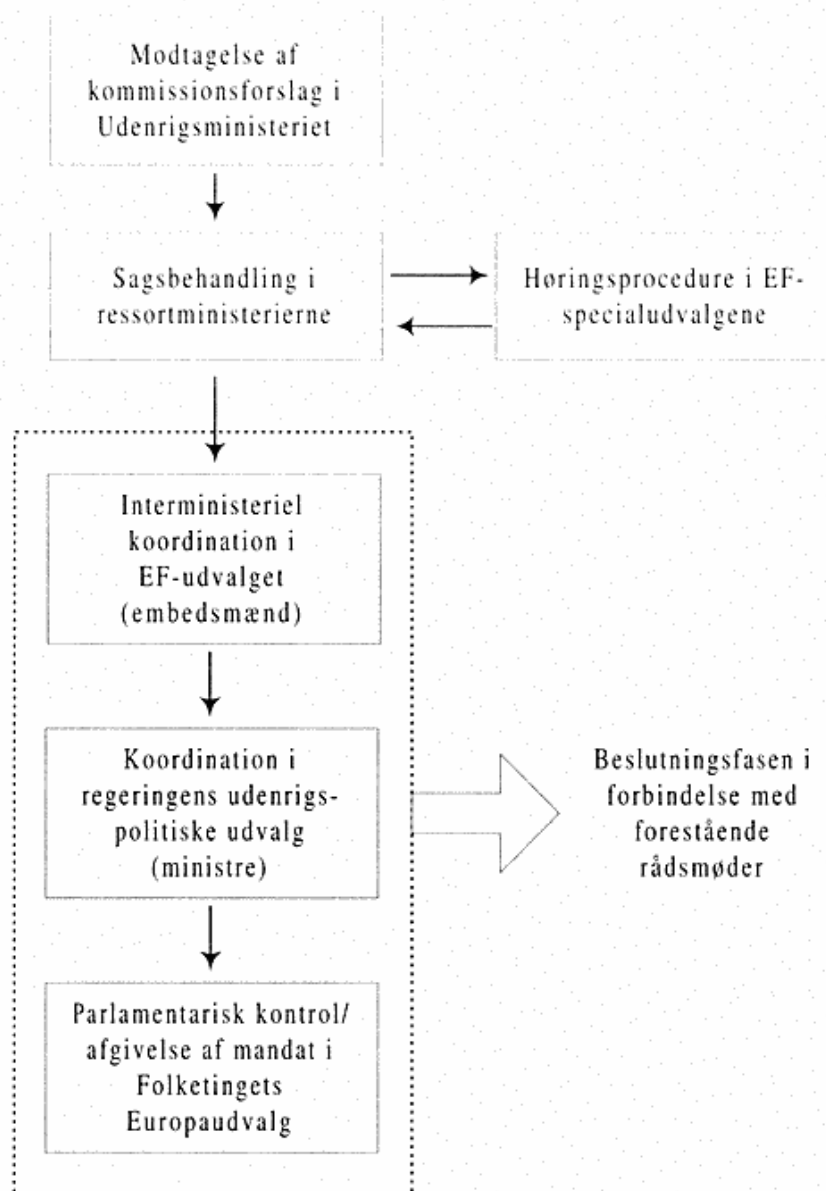 Modtagelse af
kommissionsforslag i
Udenrigsministeriet
Sagsbehandling i
ressortministerierne
Høringsprocedure i EF-
specialudvalgene
Interministeriel
koordination i
EF-udvalget
(embedsmænd)
Koordination i
regeringens udenrigs-
politiske udvalg
(ministre)
Beslutningsfasen i
forbindelse med
forestående
rådsmøder
Parlamentarisk kontrol/
afgivelse af mandat i
Folketingets
Europaudvalg